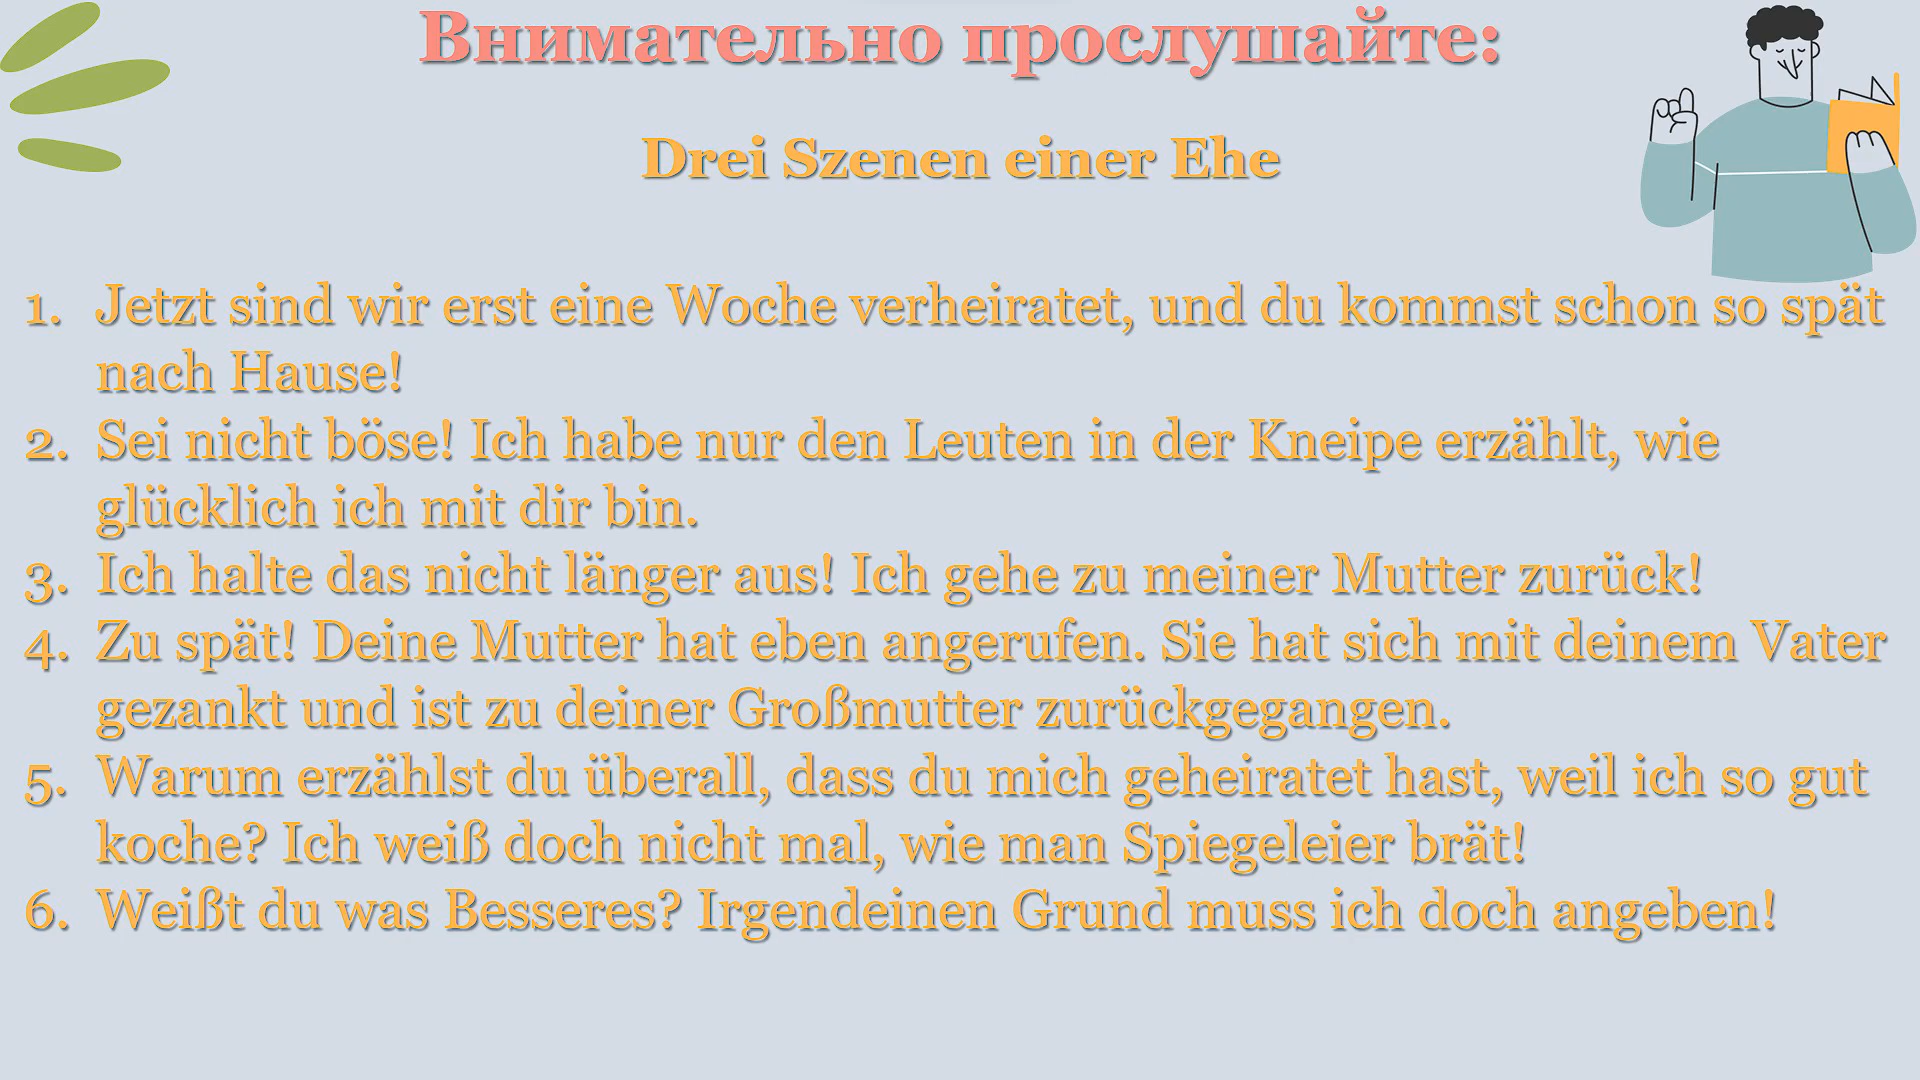 Внимательно прослушайте:
Drei Szenen einer Ehe
1. Jetzt sind wir erst eine Woche verheiratet, und du kommst schon so spät
nach Hause!
2. Sei nicht böse! Ich habe nur den Leuten in der Kneipe erzählt, wie
glücklich ich mit dir bin.
3. Ich halte das nicht länger aus! Ich gehe zu meiner Mutter zurück!
4. Zu spät! Deine Mutter hat eben angerufen. Sie hat sich mit deinem Vater
gezankt und ist zu deiner Großmutter zurückgegangen.
5. Warum erzählst du überall, dass du mich geheiratet hast, weil ich so gut
koche? Ich weiß doch nicht mal, wie man Spiegeleier brät!
6. Weißt du was Besseres? Irgendeinen Grund muss ich doch angeben!